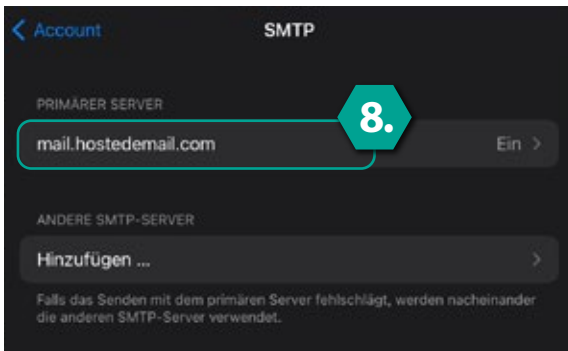 Account
SMTP
PRIMÄRER SERVER
8.
mail.hostedemail.com
Ein
ANDERE SMTP-SERVER
Hinzufügen ...
Falls das Senden mit dem primären Server fehlschlägt, werden nacheinander
die anderen SMTP-Server verwendet.